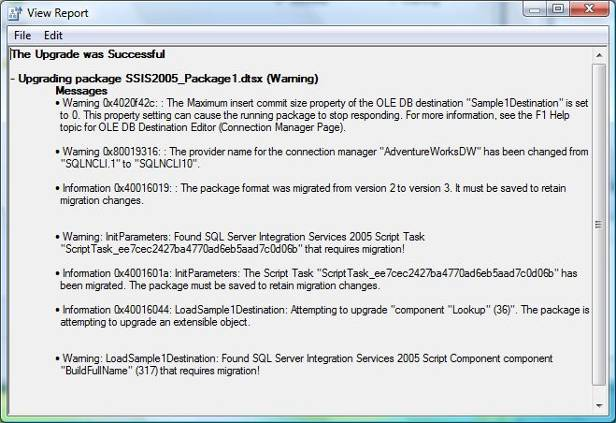 View Report
File Edit
The Upgrade was Successful
- Upgrading package SSIS2005_Package1.dtsx (Warning)
Messages
• Warning 0x4020f42c: : The Maximum insert commit size property of the OLE DB destination "Sample1Destination" is set
to 0. This property setting can cause the running package to stop responding. For more information, see the F1 Help
topic for OLE DB Destination Editor (Connection Manager Page).
• Warning 0x80019316: : The provider name for the connection manager "AdventureWorksDW" has been changed from
"SQLNCLI.1" to "SQLNCLI10".
• Information 0x40016019: : The package format was migrated from version 2 to version 3. It must be saved to retain
migration changes.
• Warning: InitParameters: Found SQL Server Integration Services 2005 Script Task
"ScriptTask_ee7cec2427ba4770ad6eb5aad7c0d06b" that requires migration!
• Information 0x4001601a: InitParameters: The Script Task "ScriptTask_ee7cec2427ba4770ad6eb5aad7c0d06b" has
been migrated. The package must be saved to retain migration changes.
• Information 0x40016044: LoadSample1Destination: Attempting to upgrade "component "Lookup" (36)". The package is
attempting to upgrade an extensible object.
• Warning: LoadSample1Destination: Found SQL Server Integration Services 2005 Script Component component
"BuildFullName" (317) that requires migration!